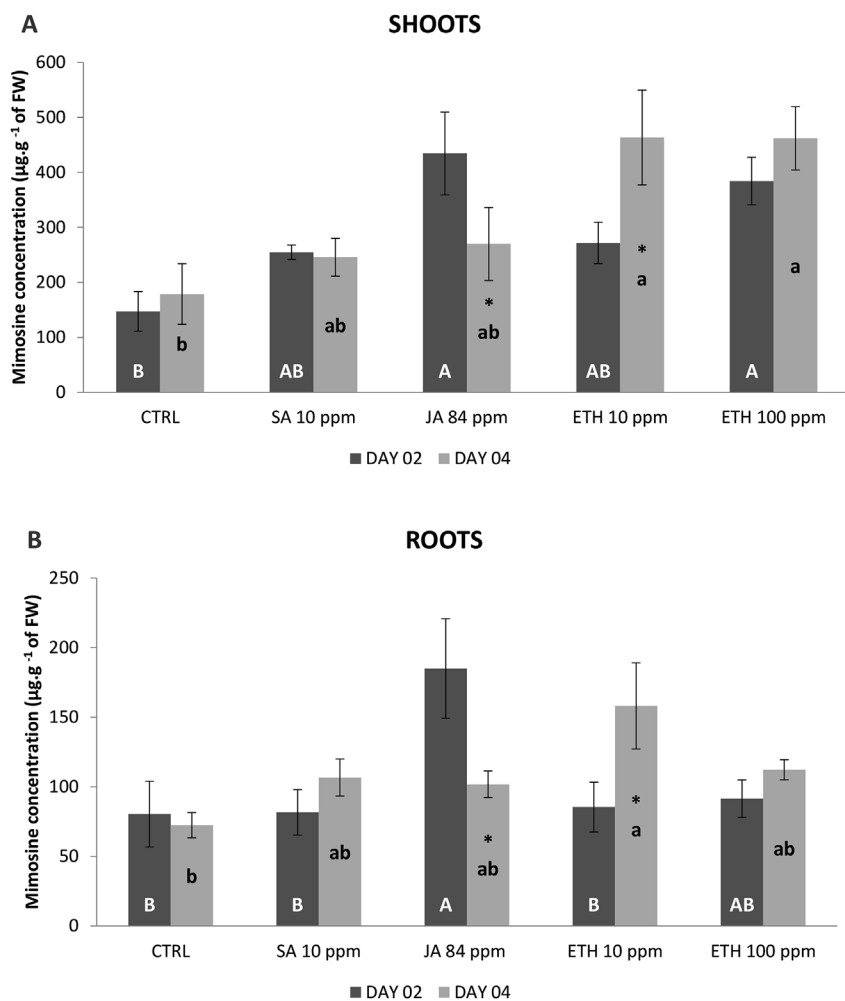 A
SHOOTS
Mimosine concentration (µg.g⁻¹ of FW)
600
500
400
300
200
100
0
B
b
AB
ab
A
*
ab
AB
*
a
A
a
CTRL
SA 10 ppm
JA 84 ppm
ETH 10 ppm
ETH 100 ppm
DAY 02
DAY 04
B
ROOTS
Mimosine concentration (µg.g⁻¹ of FW)
250
200
150
100
50
0
B
b
B
ab
A
*
ab
B
*
a
AB
ab
CTRL
SA 10 ppm
JA 84 ppm
ETH 10 ppm
ETH 100 ppm
DAY 02
DAY 04